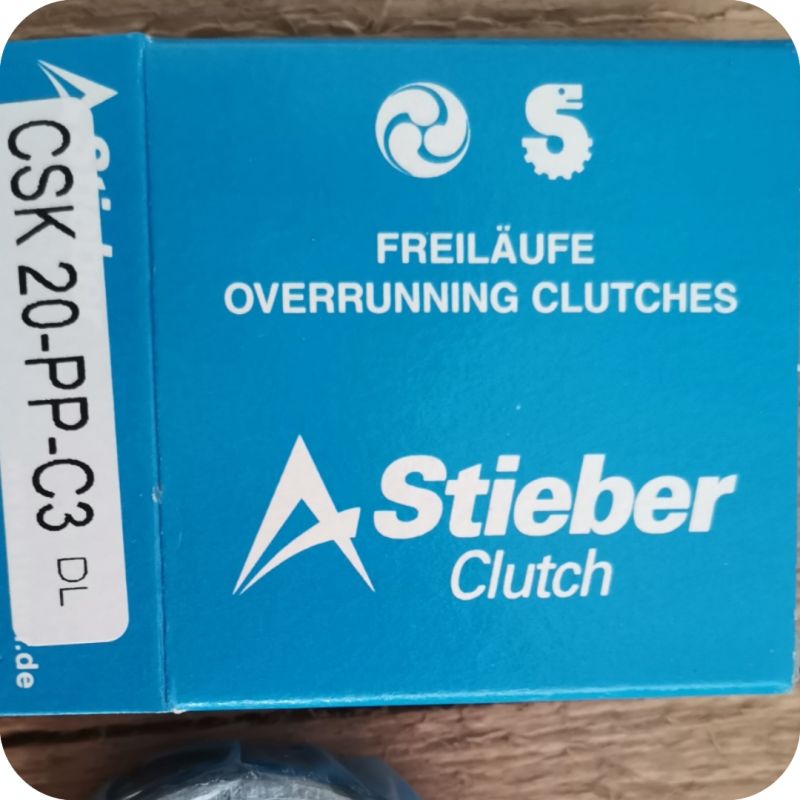 CSK 20-PP-C3 DL
.de
FREILÄUFE
OVERRUNNING CLUTCHES
Stieber
Clutch